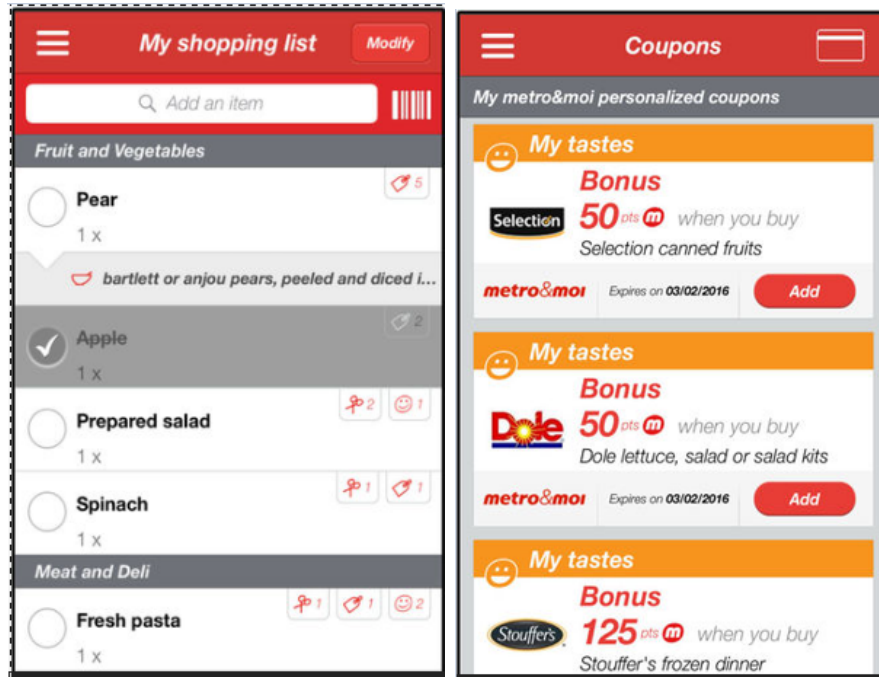 My shopping list
Modify
Add an item
Fruit and Vegetables
5
Pear
1 x
bartlett or anjou pears, peeled and diced i...
2
Apple
1 x
2 1
Prepared salad
1 x
1 1
Spinach
1 x
Meat and Deli
1 1 2
Fresh pasta
1 x
Coupons
My metro&moi personalized coupons
My tastes
Bonus
Selection
50 pts m when you buy
Selection canned fruits
metro&moi Expires on 03/02/2016 Add
My tastes
Bonus
Dole
50 pts m when you buy
Dole lettuce, salad or salad kits
metro&moi Expires on 03/02/2016 Add
My tastes
Bonus
Stouffer's
125 pts m when you buy
Stouffer's frozen dinner